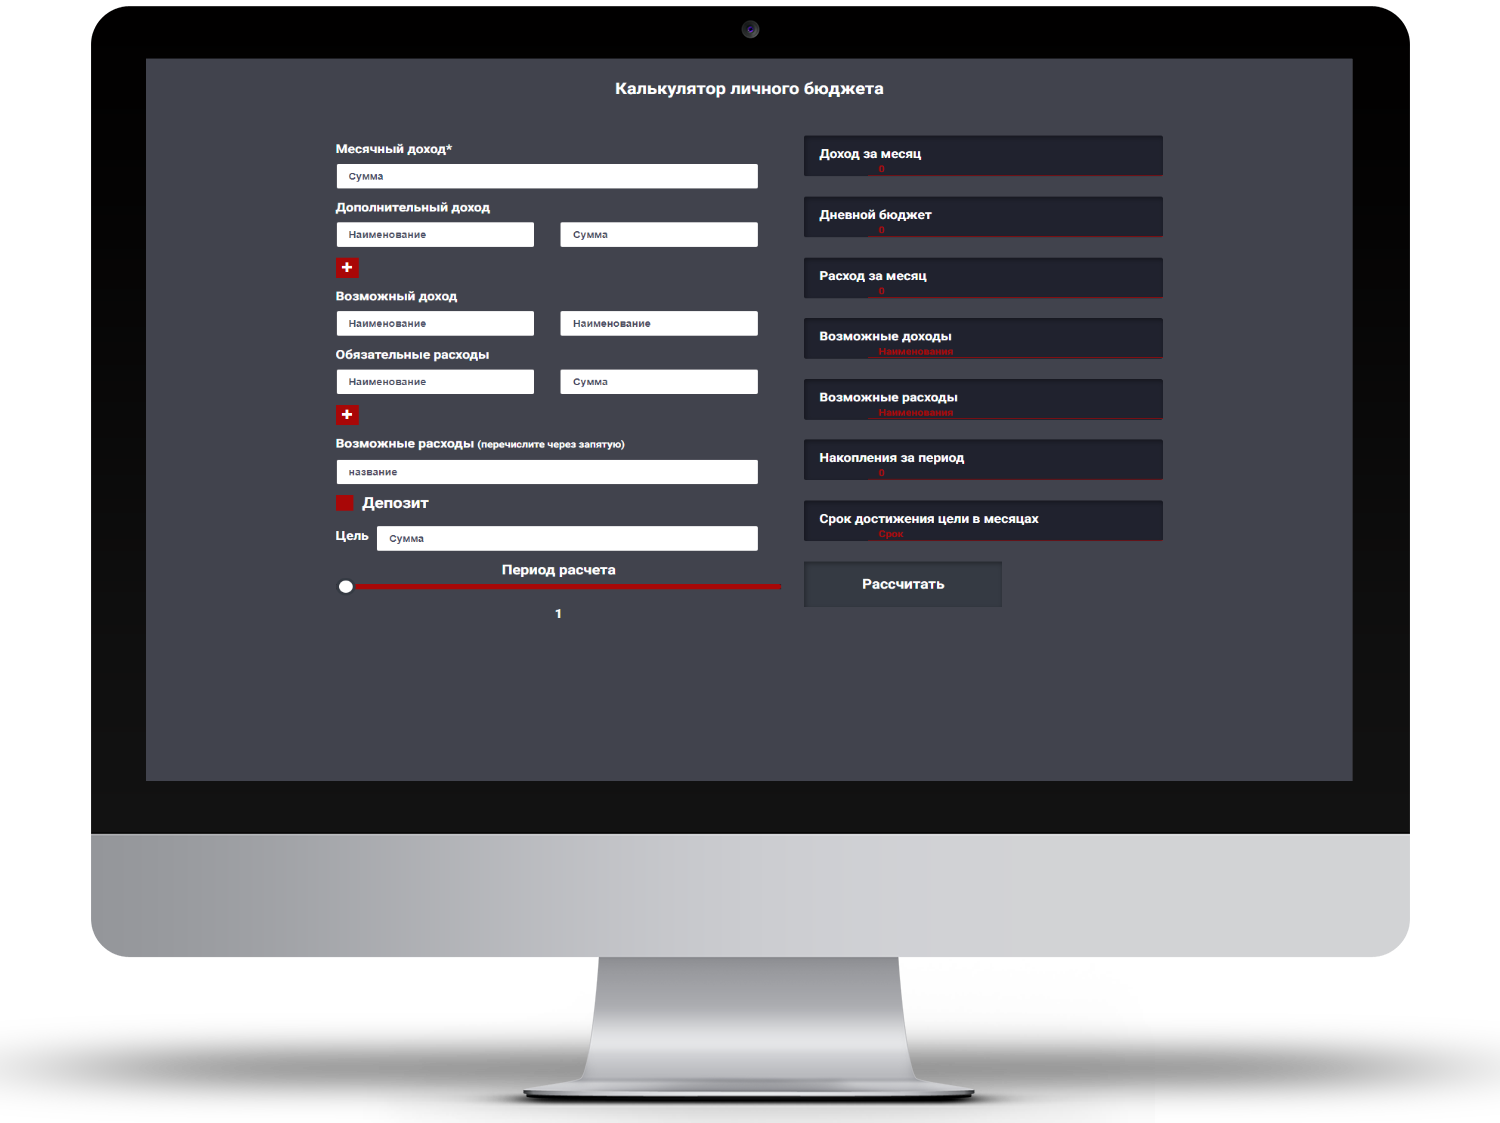 Калькулятор личного бюджета
Месячный доход*
Сумма
Дополнительный доход
Наименование
Сумма
+
Возможный доход
Наименование
Наименование
Обязательные расходы
Наименование
Сумма
+
Возможные расходы (перечислите через запятую)
название
Депозит
Цель
Сумма
Период расчета
1
Доход за месяц
0
Дневной бюджет
0
Расход за месяц
0
Возможные доходы
Наименования
Возможные расходы
Наименования
Накопления за период
0
Срок достижения цели в месяцах
Срок
Рассчитать